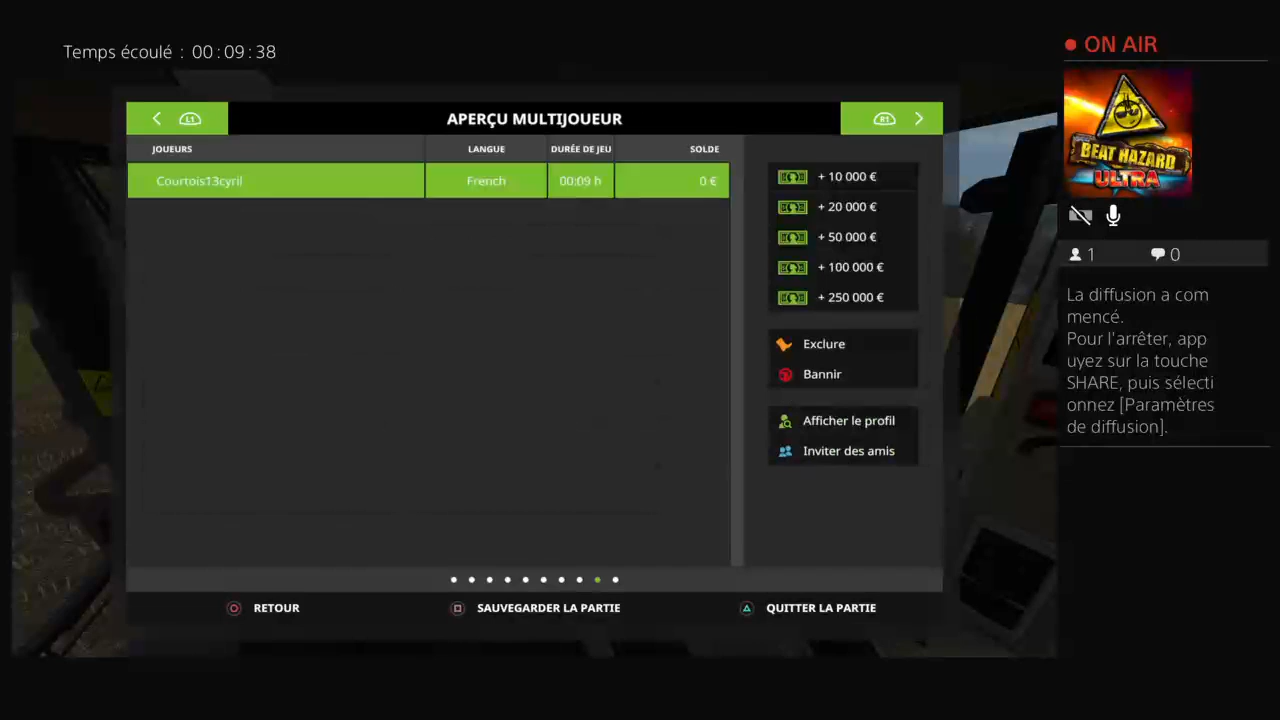 Temps écoulé : 00:09:38
ON AIR
L1
APERÇU MULTIJOUEUR
R1
BEAT HAZARD
ULTRA
JOUEURS LANGUE DURÉE DE JEU SOLDE
Courtois13cyril French 00:09 h 0 €
+ 10 000 €
+ 20 000 €
+ 50 000 €
+ 100 000 €
+ 250 000 €
Exclure
Bannir
Afficher le profil
Inviter des amis
1 0
La diffusion a com
mencé.
Pour l'arrêter, app
uyez sur la touche
SHARE, puis sélecti
onnez [Paramètres
de diffusion].
RETOUR SAUVEGARDER LA PARTIE QUITTER LA PARTIE